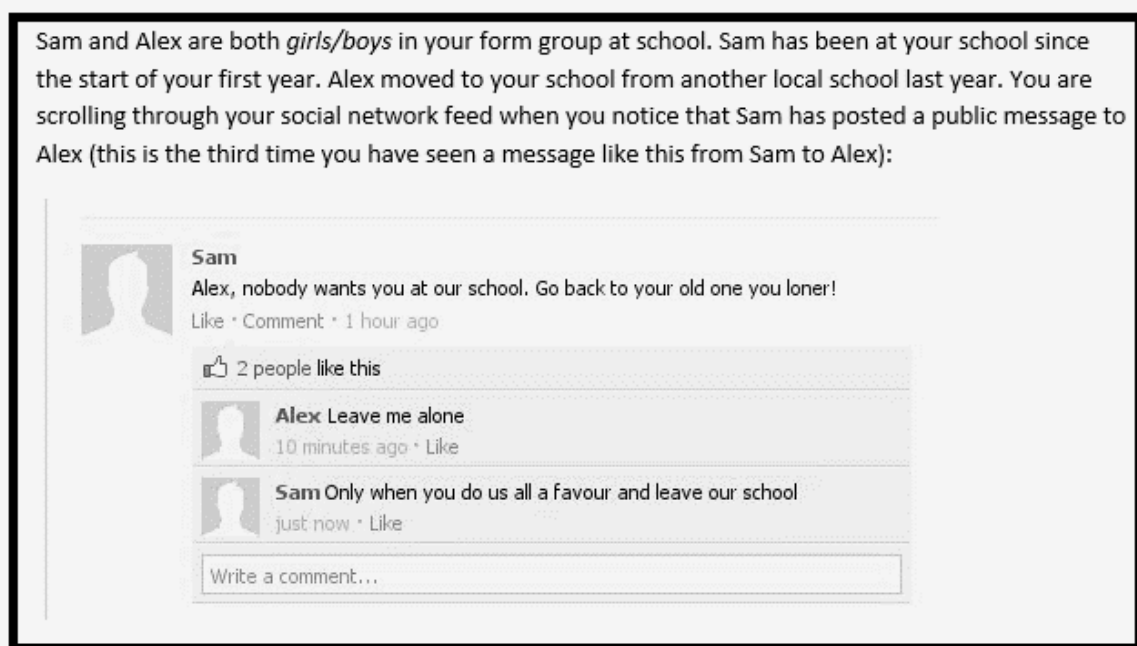 Sam and Alex are both girls/boys in your form group at school. Sam has been at your school since
the start of your first year. Alex moved to your school from another local school last year. You are
scrolling through your social network feed when you notice that Sam has posted a public message to
Alex (this is the third time you have seen a message like this from Sam to Alex):
Sam
Alex, nobody wants you at our school. Go back to your old one you loner!
Like · Comment · 1 hour ago
2 people like this
Alex Leave me alone
10 minutes ago · Like
Sam Only when you do us all a favour and leave our school
just now · Like
Write a comment...